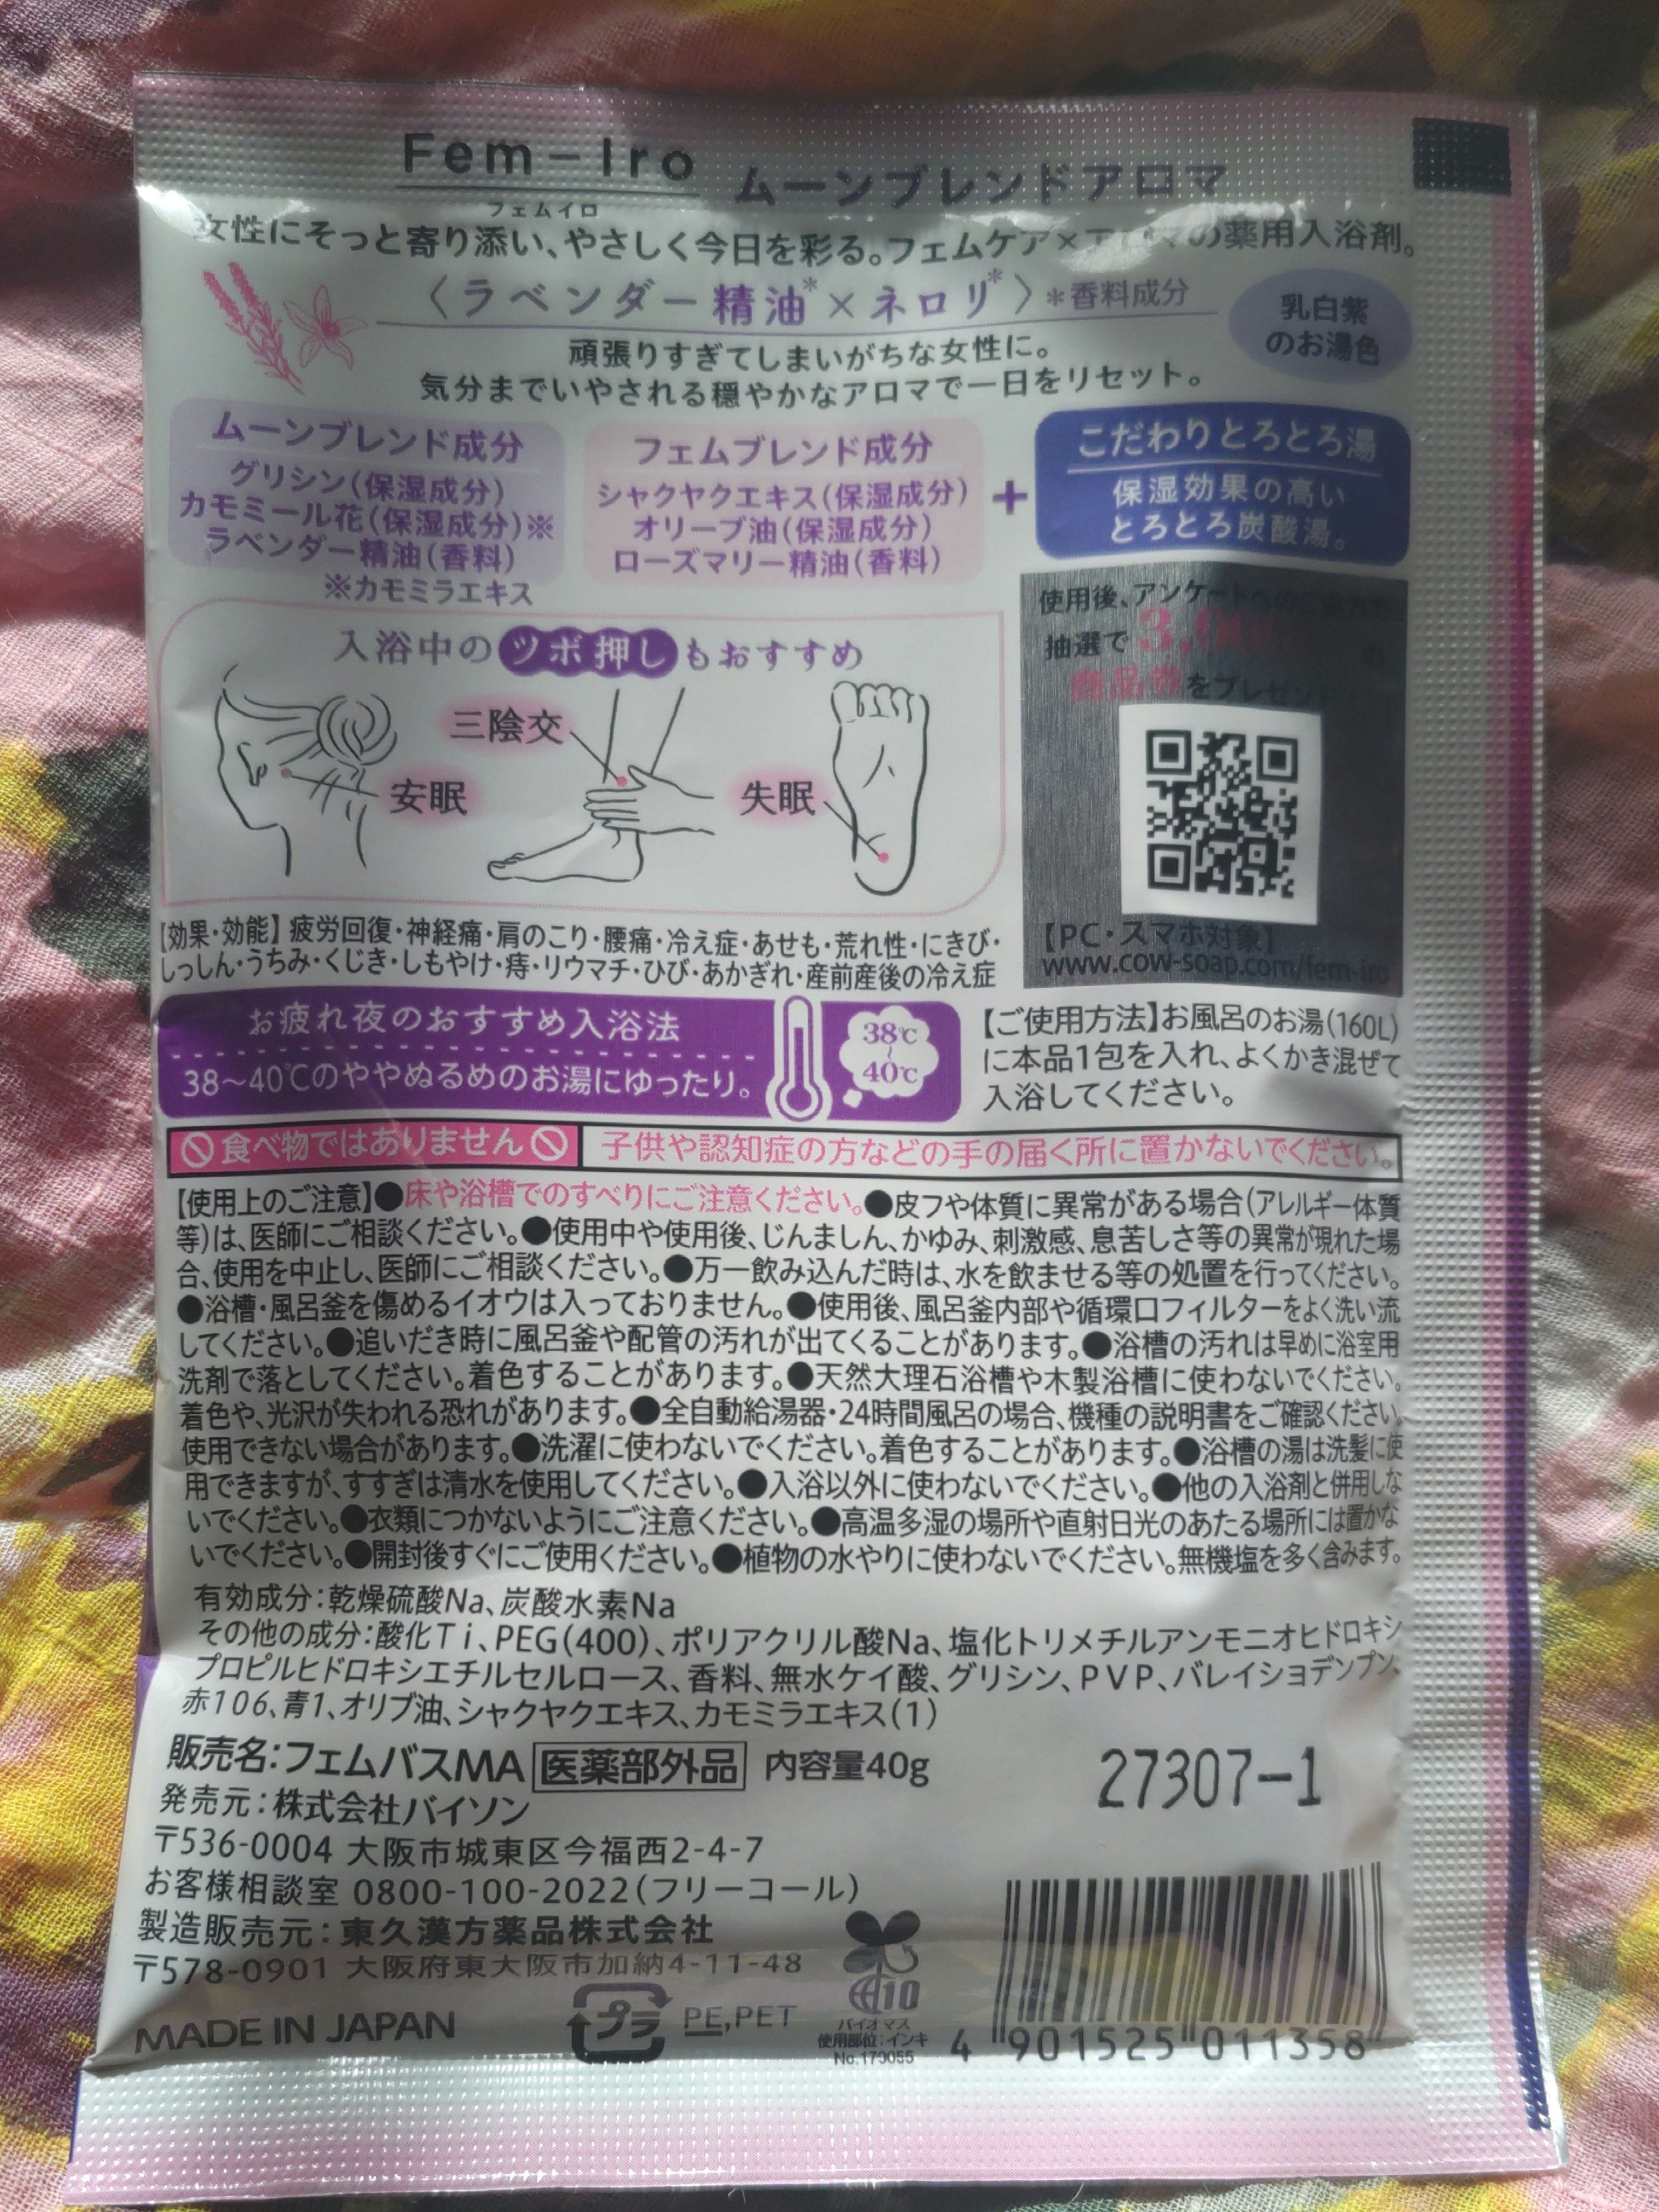 Fem-Iro ムーンブレンドアロマ
フェムイロ
女性にそっと寄り添い、やさしく今日を彩る。フェムケア×アロマの薬用入浴剤。
〈ラベンダー精油*×ネロリ*〉*香料成分
乳白紫
のお湯色
頑張りすぎてしまいがちな女性に。
気分までいやされる穏やかなアロマで一日をリセット。
ムーンブレンド成分
グリシン(保湿成分)
カモミール花(保湿成分)※
ラベンダー精油(香料)
※カモミラエキス
フェムブレンド成分
シャクヤクエキス(保湿成分)
オリーブ油(保湿成分)
ローズマリー精油(香料)
+
こだわりとろとろ湯
保湿効果の高い
とろとろ炭酸湯。
使用後、アンケートへの
抽選で
商品券をプレゼント
【PC・スマホ対象】
www.cow-soap.com/fem-iro
入浴中のツボ押しもおすすめ
安眠
三陰交
失眠
【効果・効能】疲労回復・神経痛・肩のこり・腰痛・冷え症・あせも・荒れ性・にきび・
しっしん・うちみ・くじき・しもやけ・痔・リウマチ・ひび・あかぎれ・産前産後の冷え症
お疲れ夜のおすすめ入浴法
38～40℃のややぬるめのお湯にゆったり。
38℃
～
40℃
【ご使用方法】お風呂のお湯(160L)
に本品1包を入れ、よくかき混ぜて
入浴してください。
食べ物ではありません
子供や認知症の方などの手の届く所に置かないでください。
【使用上のご注意】●床や浴槽でのすべりにご注意ください。●皮フや体質に異常がある場合(アレルギー体質
等)は、医師にご相談ください。●使用中や使用後、じんましん、かゆみ、刺激感、息苦しさ等の異常が現れた場
合、使用を中止し、医師にご相談ください。●万一飲み込んだ時は、水を飲ませる等の処置を行ってください。
●浴槽・風呂釜を傷めるイオウは入っておりません。●使用後、風呂釜内部や循環口フィルターをよく洗い流
してください。●追いだき時に風呂釜や配管の汚れが出てくることがあります。●浴槽の汚れは早めに浴室用
洗剤で落としてください。着色することがあります。●天然大理石浴槽や木製浴槽に使わないでください。
着色や、光沢が失われる恐れがあります。●全自動給湯器・24時間風呂の場合、機種の説明書をご確認ください。
使用できない場合があります。●洗濯に使わないでください。着色することがあります。●浴槽の湯は洗髪に使
用できますが、すすぎは清水を使用してください。●入浴以外に使わないでください。●他の入浴剤と併用しな
いでください。●衣類につかないようにご注意ください。●高温多湿の場所や直射日光のあたる場所には置かな
いでください。●開封後すぐにご使用ください。●植物の水やりに使わないでください。無機塩を多く含みます。
有効成分：乾燥硫酸Na、炭酸水素Na
その他の成分：酸化Ti、PEG(400)、ポリアクリル酸Na、塩化トリメチルアンモニオヒドロキシ
プロピルヒドロキシエチルセルロース、香料、無水ケイ酸、グリシン、PVP、バレイショデンプン、
赤106、青1、オリブ油、シャクヤクエキス、カモミラエキス(1)
販売名：フェムバスMA 医薬部外品 内容量40g
27307-1
発売元：株式会社バイソン
〒536-0004 大阪市城東区今福西2-4-7
お客様相談室 0800-100-2022(フリーコール)
製造販売元：東久漢方薬品株式会社
〒578-0901 大阪府東大阪市加納4-11-48
MADE IN JAPAN
プラ PE,PET
10
バイオマス
使用部位：インキ
No.170055
4 901525 011358